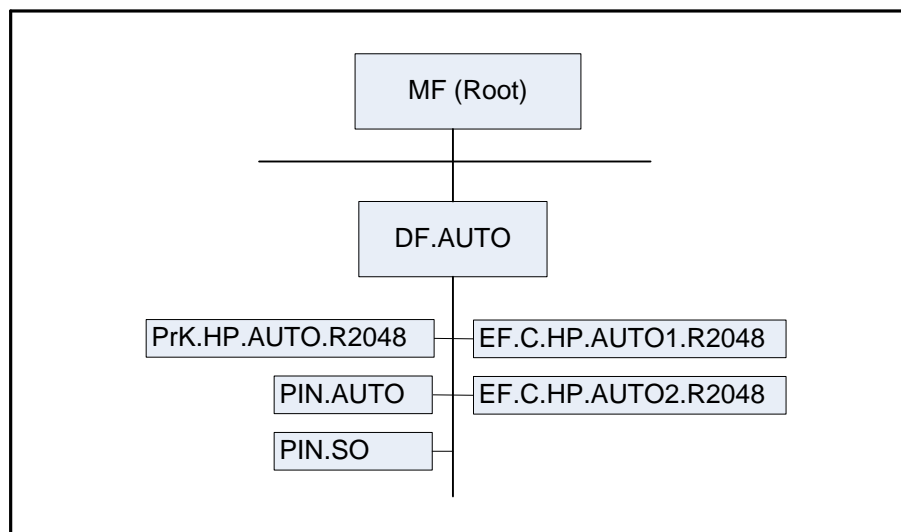 MF (Root)
DF.AUTO
PrK.HP.AUTO.R2048
EF.C.HP.AUTO1.R2048
PIN.AUTO
EF.C.HP.AUTO2.R2048
PIN.SO